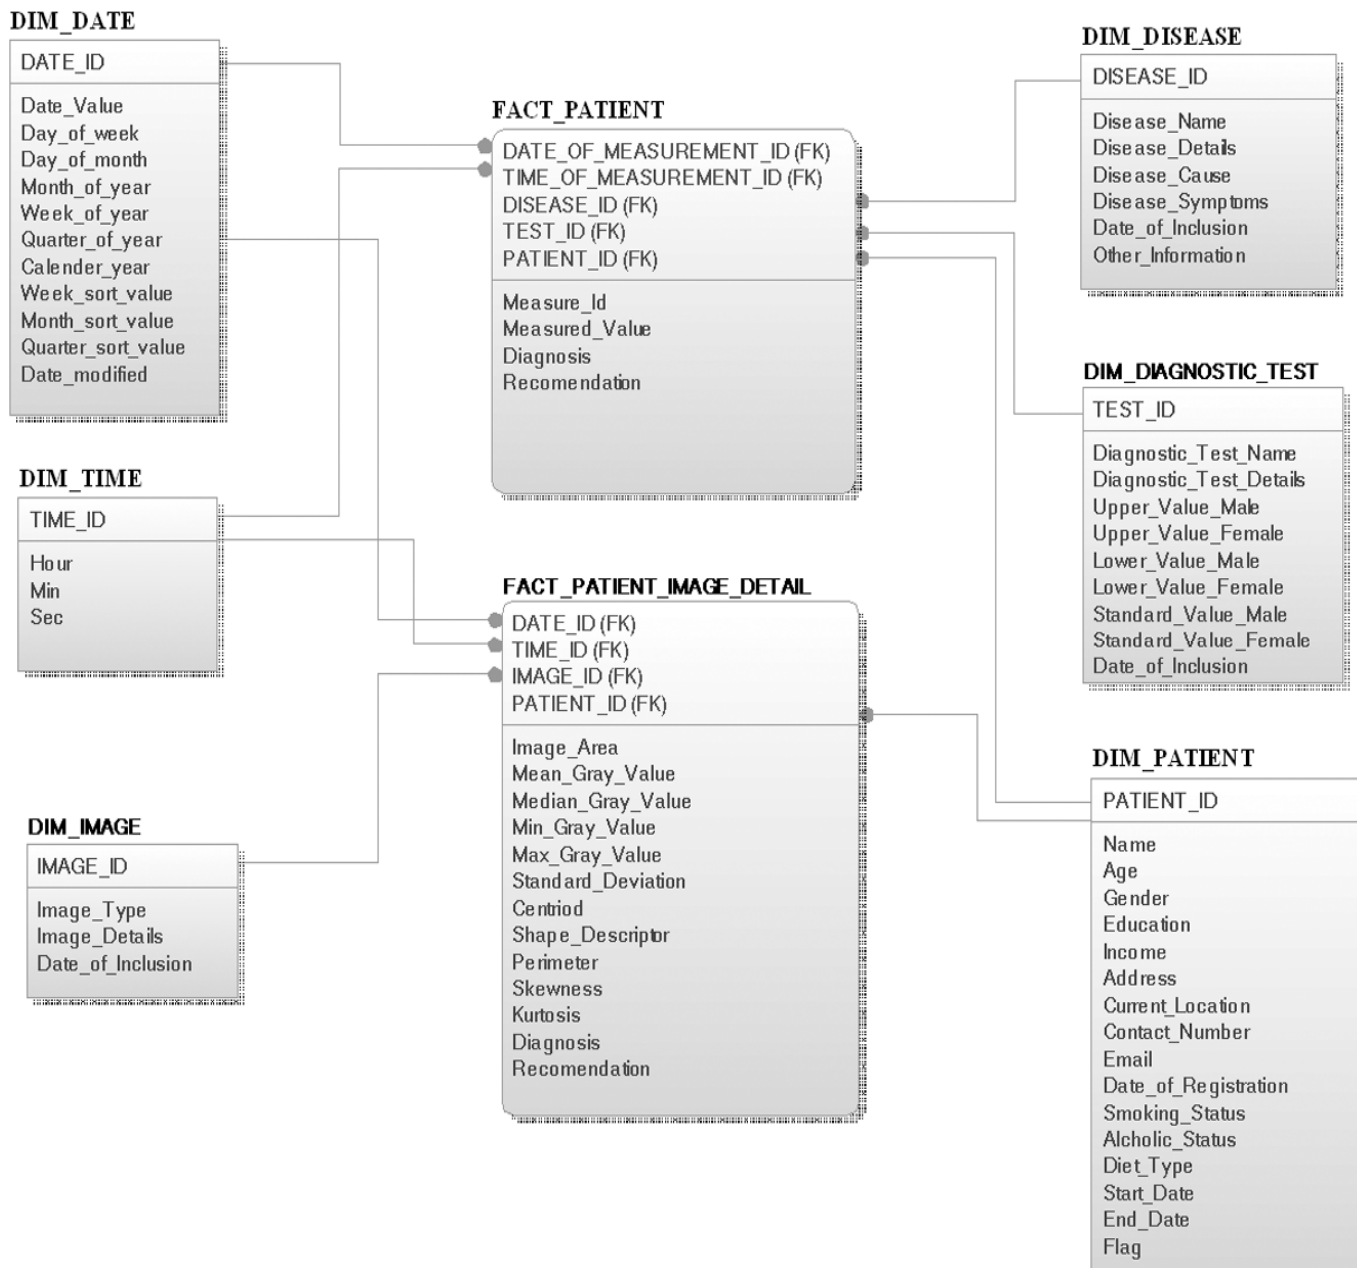 DIM_DATE
DATE_ID
Date_Value
Day_of_week
Day_of_month
Month_of_year
Week_of_year
Quarter_of_year
Calender_year
Week_sort_value
Month_sort_value
Quarter_sort_value
Date_modified
DIM_TIME
TIME_ID
Hour
Min
Sec
DIM_IMAGE
IMAGE_ID
Image_Type
Image_Details
Date_of_Inclusion
FACT_PATIENT
DATE_OF_MEASUREMENT_ID (FK)
TIME_OF_MEASUREMENT_ID (FK)
DISEASE_ID (FK)
TEST_ID (FK)
PATIENT_ID (FK)
Measure_Id
Measured_Value
Diagnosis
Recomendation
FACT_PATIENT_IMAGE_DETAIL
DATE_ID (FK)
TIME_ID (FK)
IMAGE_ID (FK)
PATIENT_ID (FK)
Image_Area
Mean_Gray_Value
Median_Gray_Value
Min_Gray_Value
Max_Gray_Value
Standard_Deviation
Centriod
Shape_Descriptor
Perimeter
Skewness
Kurtosis
Diagnosis
Recomendation
DIM_DISEASE
DISEASE_ID
Disease_Name
Disease_Details
Disease_Cause
Disease_Symptoms
Date_of_Inclusion
Other_Information
DIM_DIAGNOSTIC_TEST
TEST_ID
Diagnostic_Test_Name
Diagnostic_Test_Details
Upper_Value_Male
Upper_Value_Female
Lower_Value_Male
Lower_Value_Female
Standard_Value_Male
Standard_Value_Female
Date_of_Inclusion
DIM_PATIENT
PATIENT_ID
Name
Age
Gender
Education
Income
Address
Current_Location
Contact_Number
Email
Date_of_Registration
Smoking_Status
Alcholic_Status
Diet_Type
Start_Date
End_Date
Flag